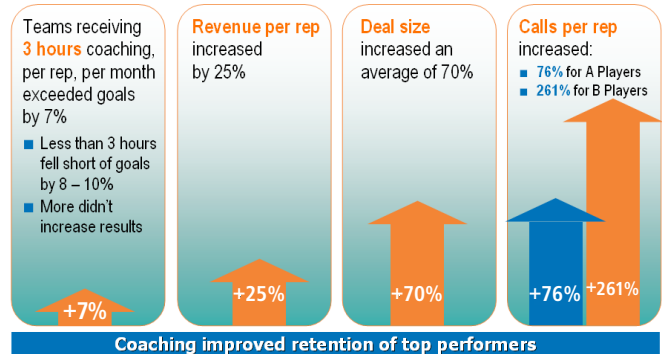 Teams receiving
3 hours coaching,
per rep, per month
exceeded goals
by 7%
Less than 3 hours
fell short of goals
by 8 – 10%
More didn't
increase results
+7%
Revenue per rep
increased
by 25%
+25%
Deal size
increased an
average of 70%
+70%
Calls per rep
increased:
76% for A Players
261% for B Players
+76%
+261%
Coaching improved retention of top performers